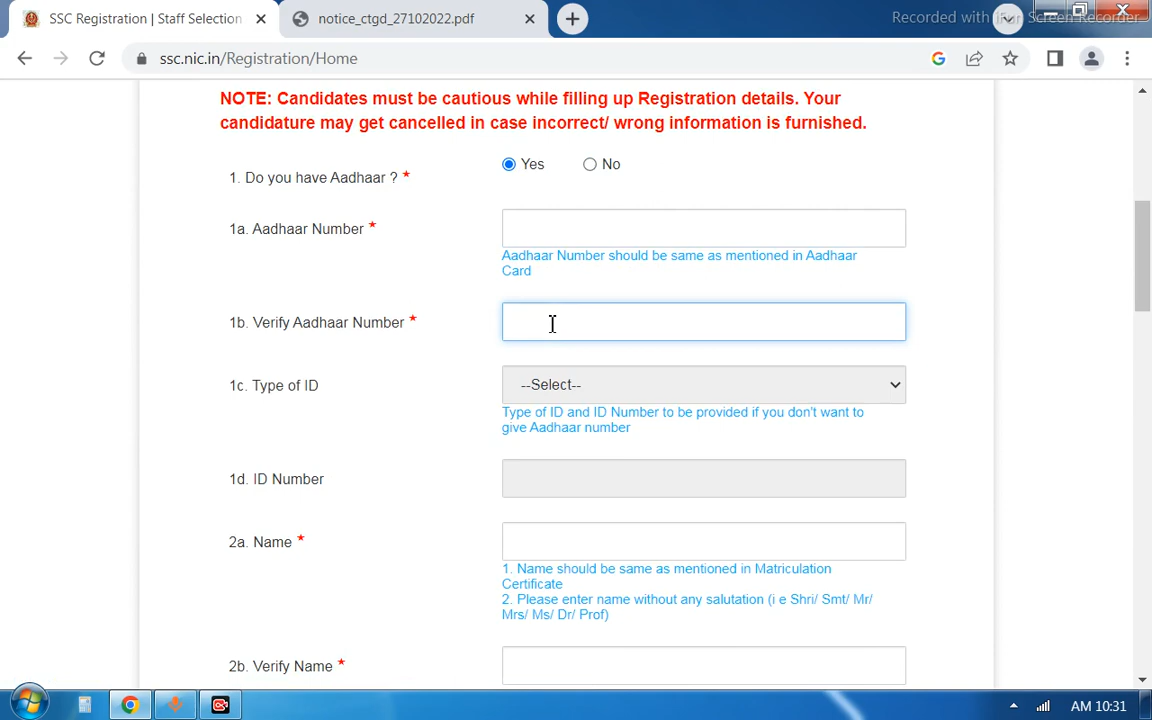 SSC Registration | Staff Selection
notice_ctgd_27102022.pdf
Recorded with iFun Screen Recorder
ssc.nic.in/Registration/Home
NOTE: Candidates must be cautious while filling up Registration details. Your
candidature may get cancelled in case incorrect/ wrong information is furnished.
1. Do you have Aadhaar ? *
Yes No
1a. Aadhaar Number *
Aadhaar Number should be same as mentioned in Aadhaar
Card
1b. Verify Aadhaar Number *
1c. Type of ID
--Select--
Type of ID and ID Number to be provided if you don't want to
give Aadhaar number
1d. ID Number
2a. Name *
1. Name should be same as mentioned in Matriculation
Certificate
2. Please enter name without any salutation (i e Shri/ Smt/ Mr/
Mrs/ Ms/ Dr/ Prof)
2b. Verify Name *
AM 10:31